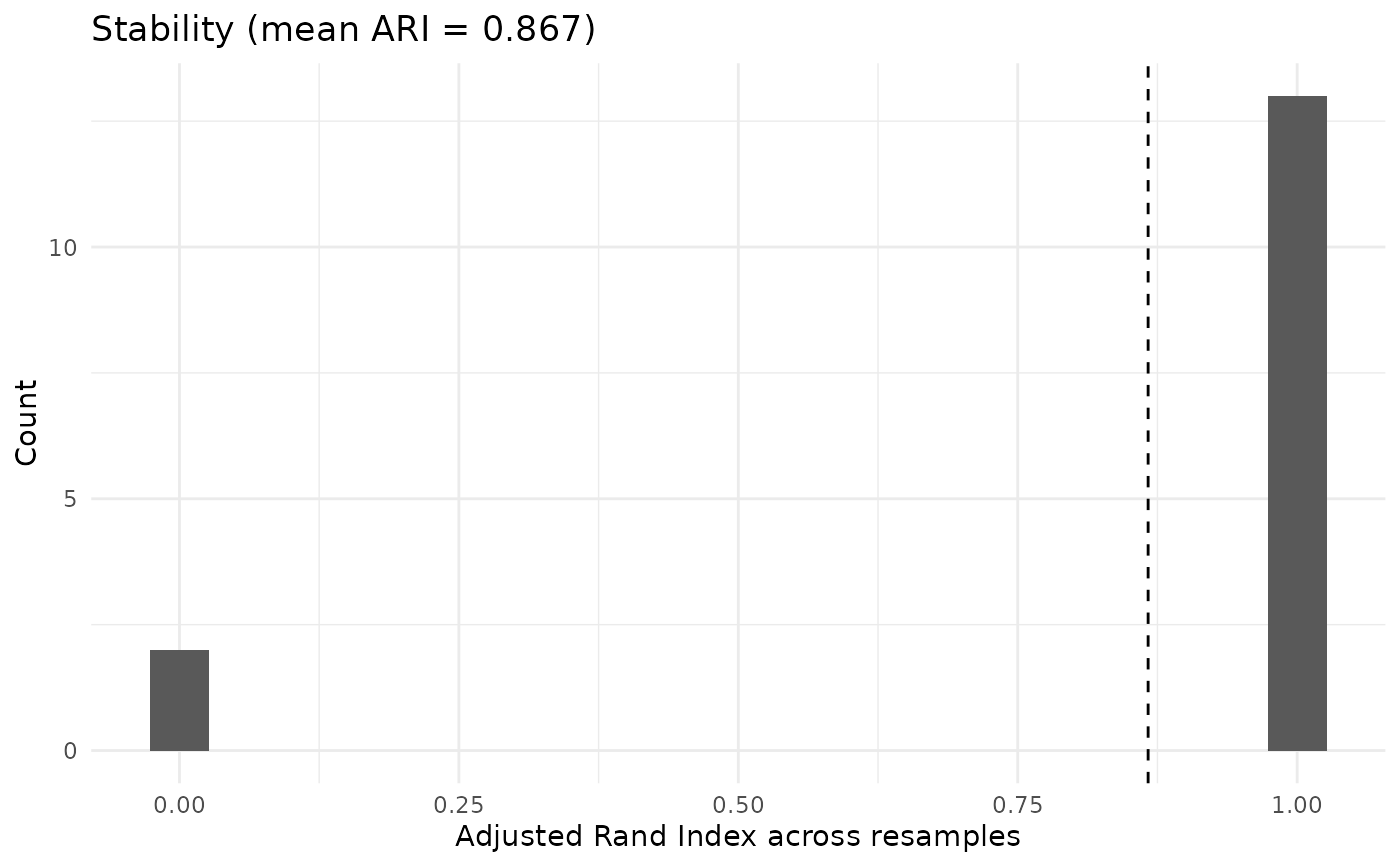 Stability (mean ARI = 0.867)
Count
10
5
0
0.00 0.25 0.50 0.75 1.00
Adjusted Rand Index across resamples